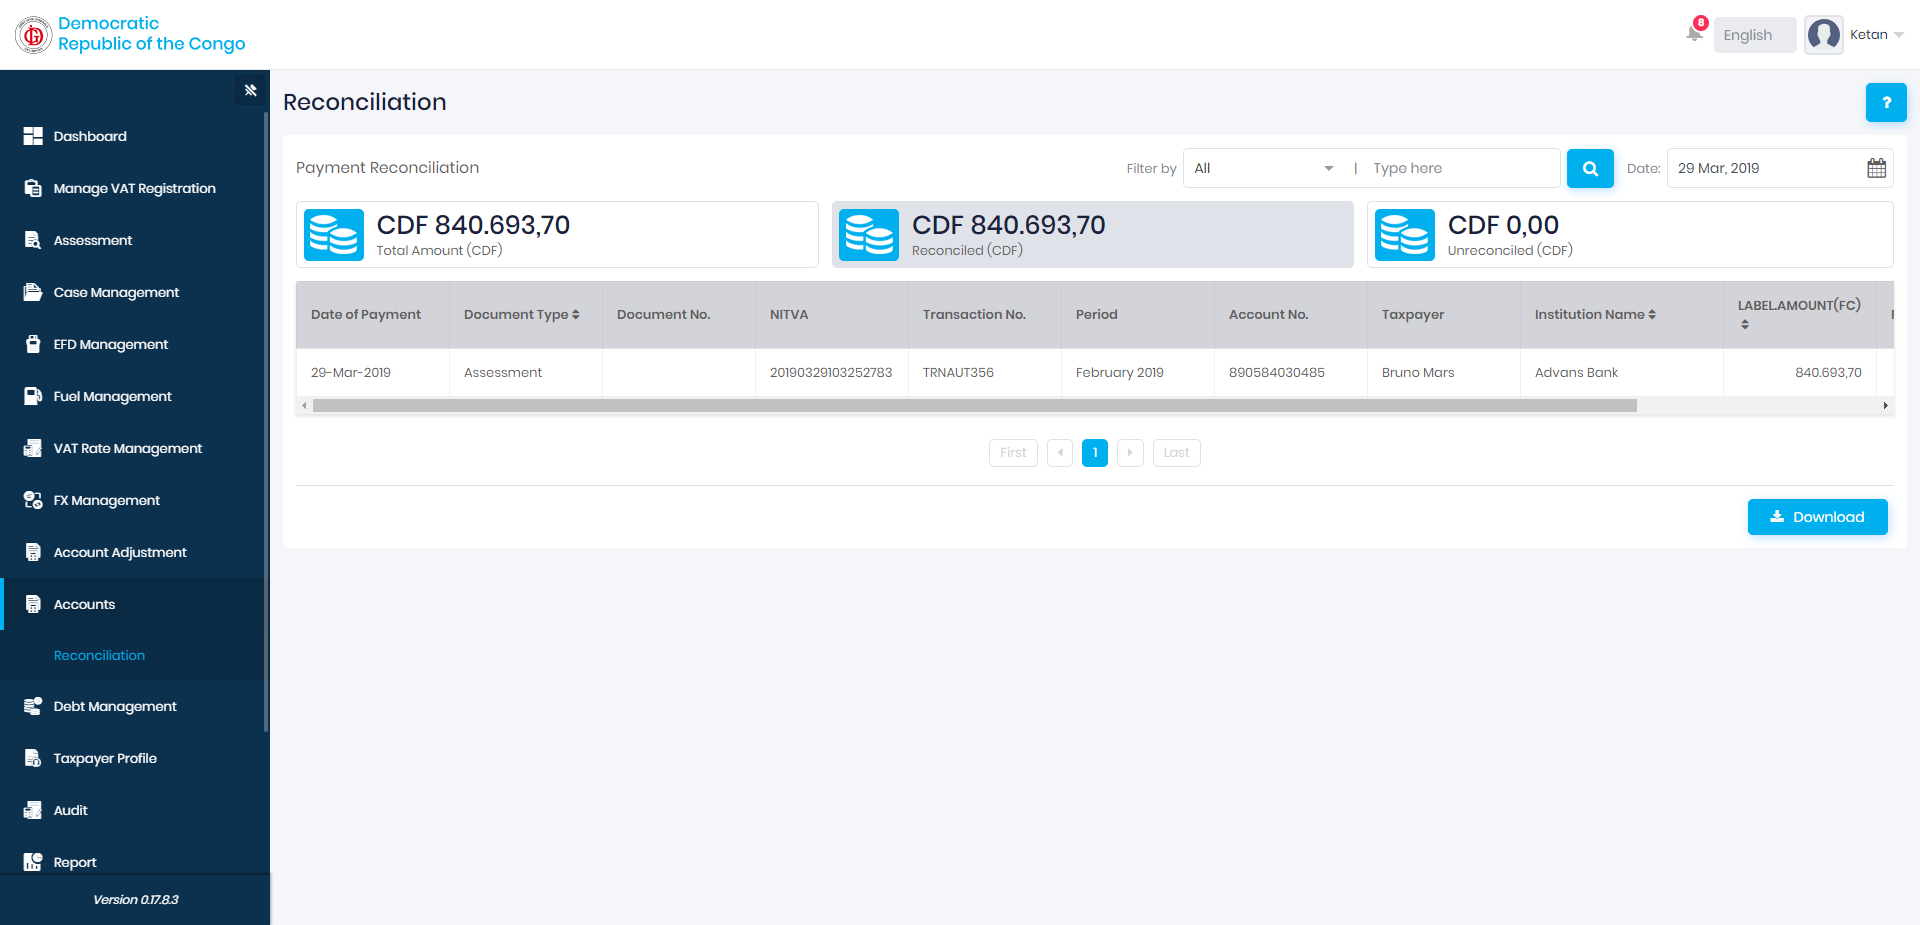 Democratic
Republic of the Congo
8
English
Ketan
Reconciliation
?
Dashboard
Manage VAT Registration
Assessment
Case Management
EFD Management
Fuel Management
VAT Rate Management
FX Management
Account Adjustment
Accounts
Reconciliation
Debt Management
Taxpayer Profile
Audit
Report
Version 0.17.8.3
Payment Reconciliation
Filter by All | Type here
Date: 29 Mar, 2019
CDF 840.693,70
Total Amount (CDF)
CDF 840.693,70
Reconciled (CDF)
CDF 0,00
Unreconciled (CDF)
Date of Payment Document Type Document No. NITVA Transaction No. Period Account No. Taxpayer Institution Name LABEL.AMOUNT(FC)
29-Mar-2019 Assessment 20190329103252783 TRNAUT356 February 2019 890584030485 Bruno Mars Advans Bank 840.693,70
First 1 Last
Download